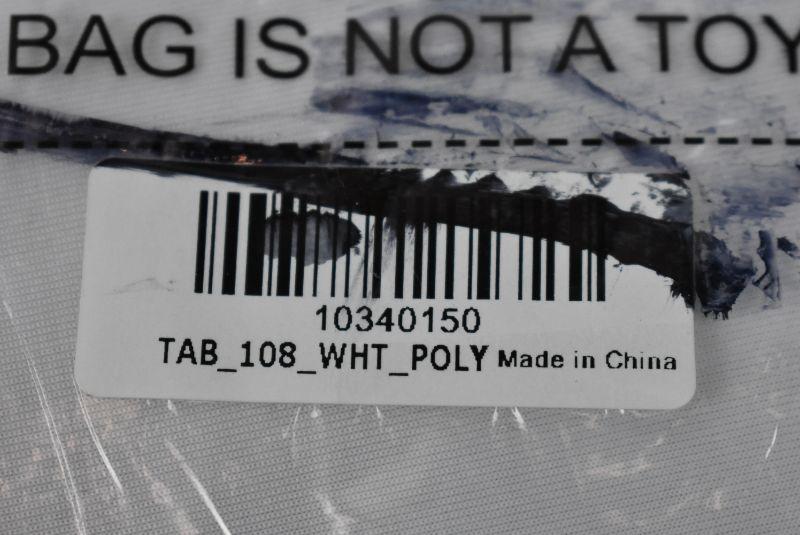 BAG IS NOT A TOY
10340150
TAB_108_WHT_POLY Made in China